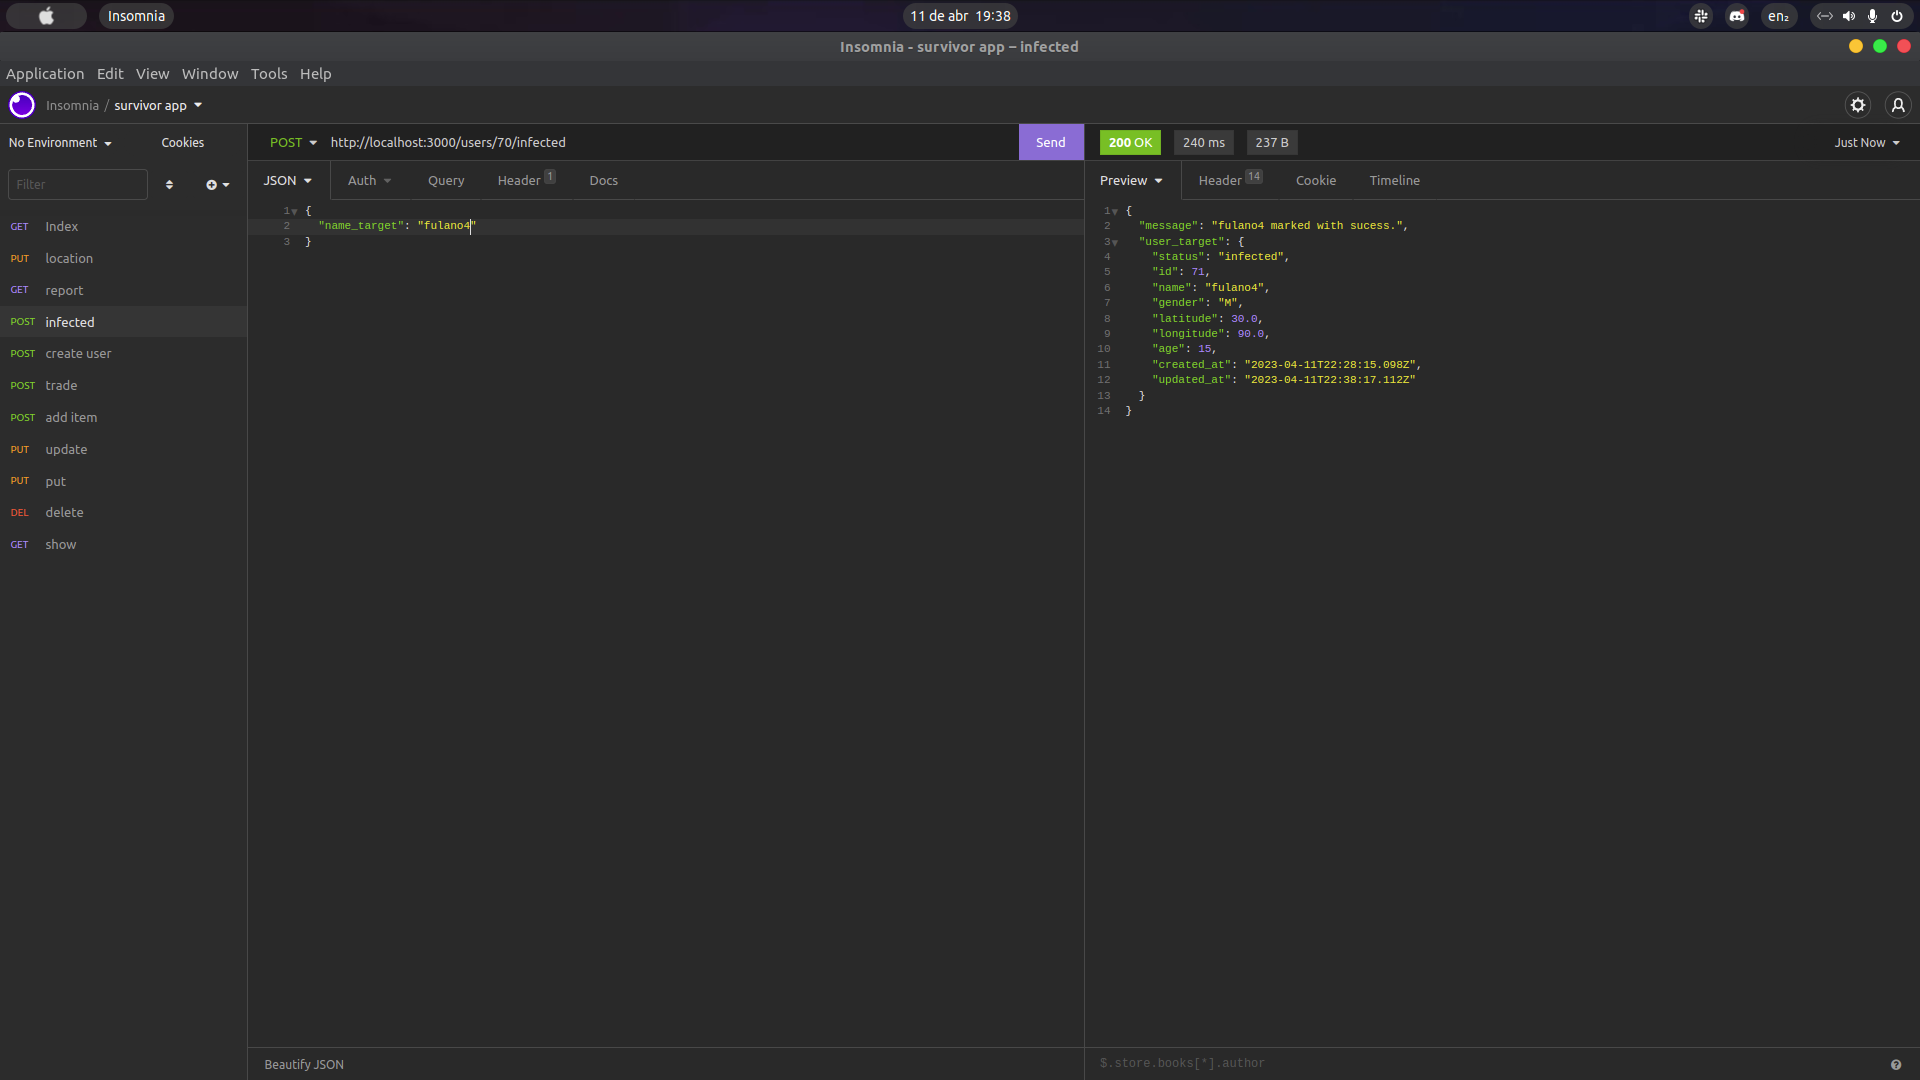 Insomnia
11 de abr 19:38
en₂
Insomnia - survivor app – infected
Application Edit View Window Tools Help
Insomnia / survivor app
No Environment
Cookies
Filter
GET Index
PUT location
GET report
POST infected
POST create user
POST trade
POST add item
PUT update
PUT put
DEL delete
GET show
POST http://localhost:3000/users/70/infected
Send
JSON Auth Query Header 1 Docs
1 {
2 "name_target": "fulano4"
3 }
Beautify JSON
200 OK 240 ms 237 B
Just Now
Preview Header 14 Cookie Timeline
1 {
2 "message": "fulano4 marked with sucess.",
3 "user_target": {
4 "status": "infected",
5 "id": 71,
6 "name": "fulano4",
7 "gender": "M",
8 "latitude": 30.0,
9 "longitude": 90.0,
10 "age": 15,
11 "created_at": "2023-04-11T22:28:15.098Z",
12 "updated_at": "2023-04-11T22:38:17.112Z"
13 }
14 }
$.store.books[*].author